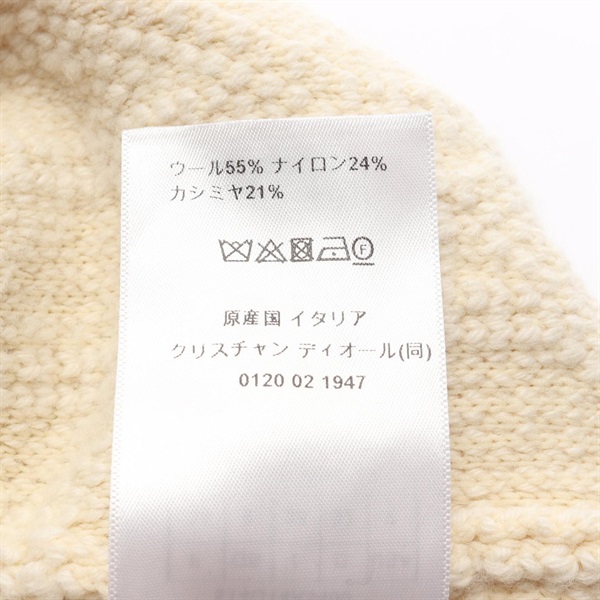 ウール55% ナイロン24%
カシミヤ21%
F
原産国 イタリア
クリスチャン ディオール(同)
0120 02 1947